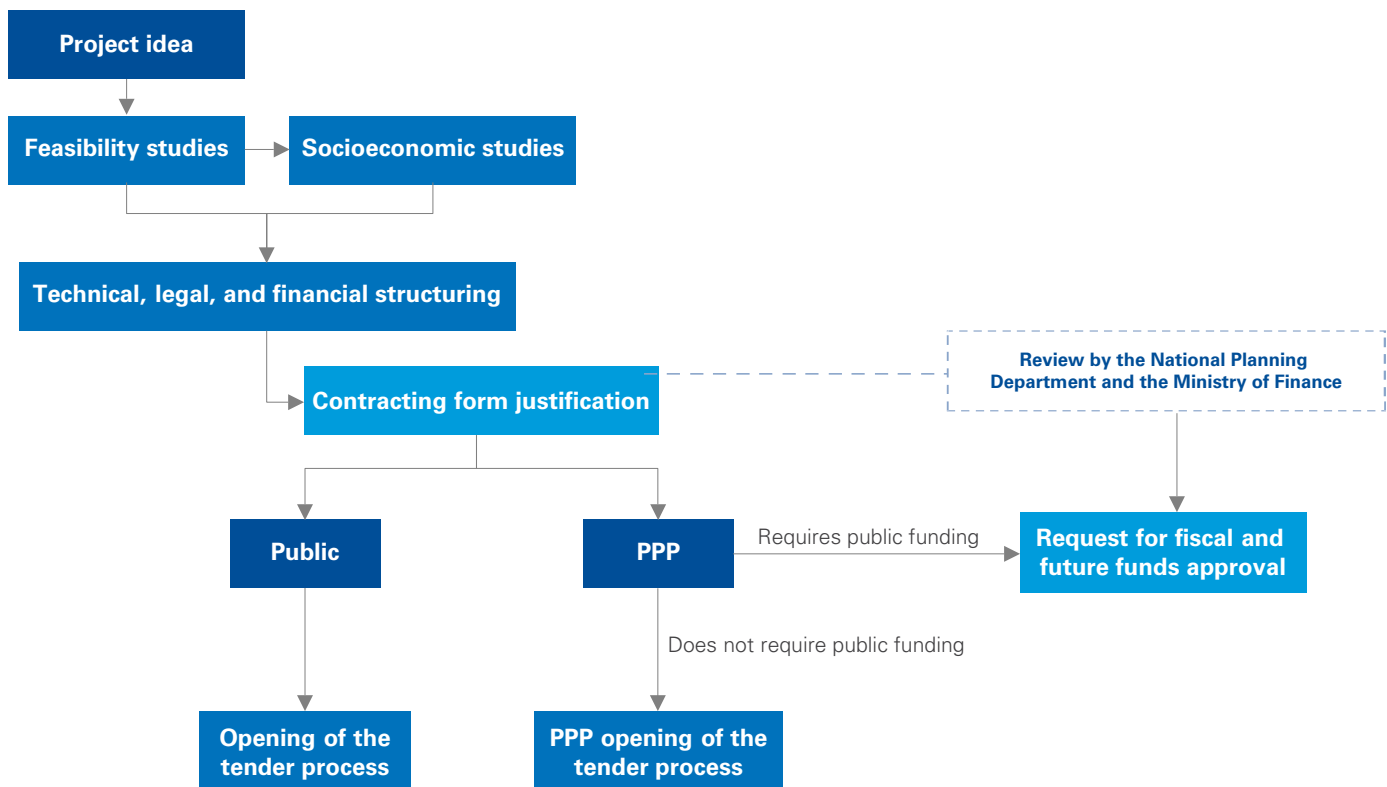 Project idea
Feasibility studies
Socioeconomic studies
Technical, legal, and financial structuring
Review by the National Planning
Department and the Ministry of Finance
Contracting form justification
Public
PPP
Requires public funding
Request for fiscal and
future funds approval
Does not require public funding
Opening of the
tender process
PPP opening of the
tender process